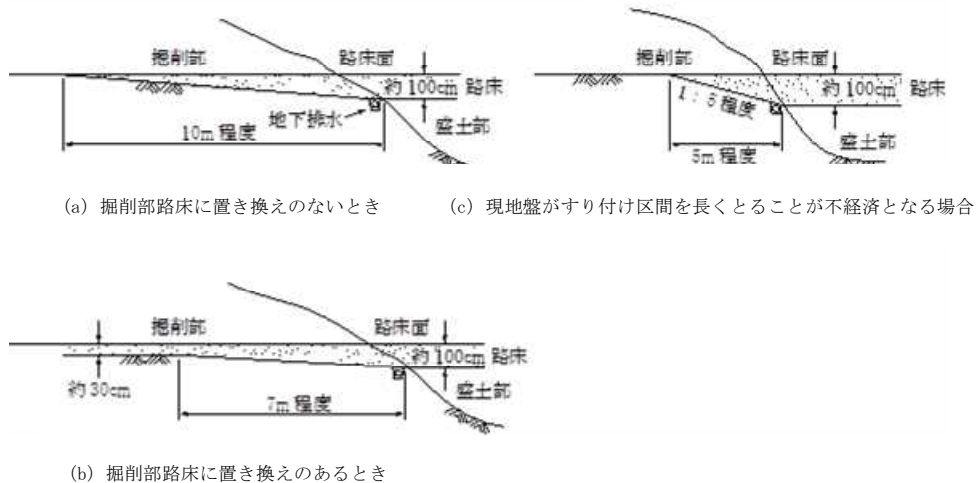 掘削部 路床面
約100cm 路床
地下排水
盛土部
10m 程度
(a) 掘削部路床に置き換えのないとき
掘削部 路床面
約100cm 路床
1:5 程度
盛土部
5m 程度
(c) 現地盤がすり付け区間を長くとることが不経済となる場合
掘削部 路床面
約100cm 路床
約30cm
盛土部
7m 程度
(b) 掘削部路床に置き換えのあるとき